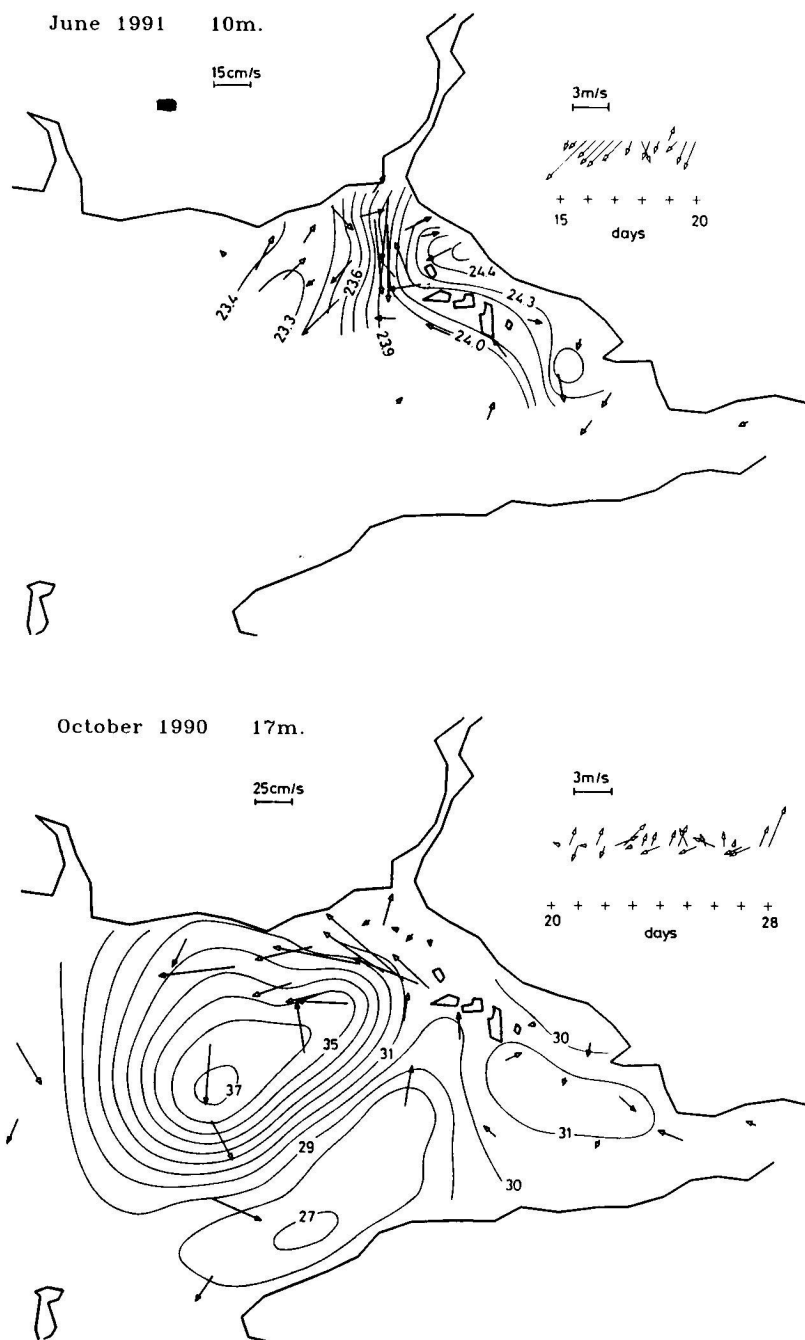 June 1991 10m.
15cm/s
3m/s
+ + + + + +
15 20
days
24.4
23.6
23.4
24.3
23.3
24.0
23.9
October 1990 17m.
25cm/s
3m/s
+ + + + + + + + +
20 28
days
35
31
30
37
31
29
30
27